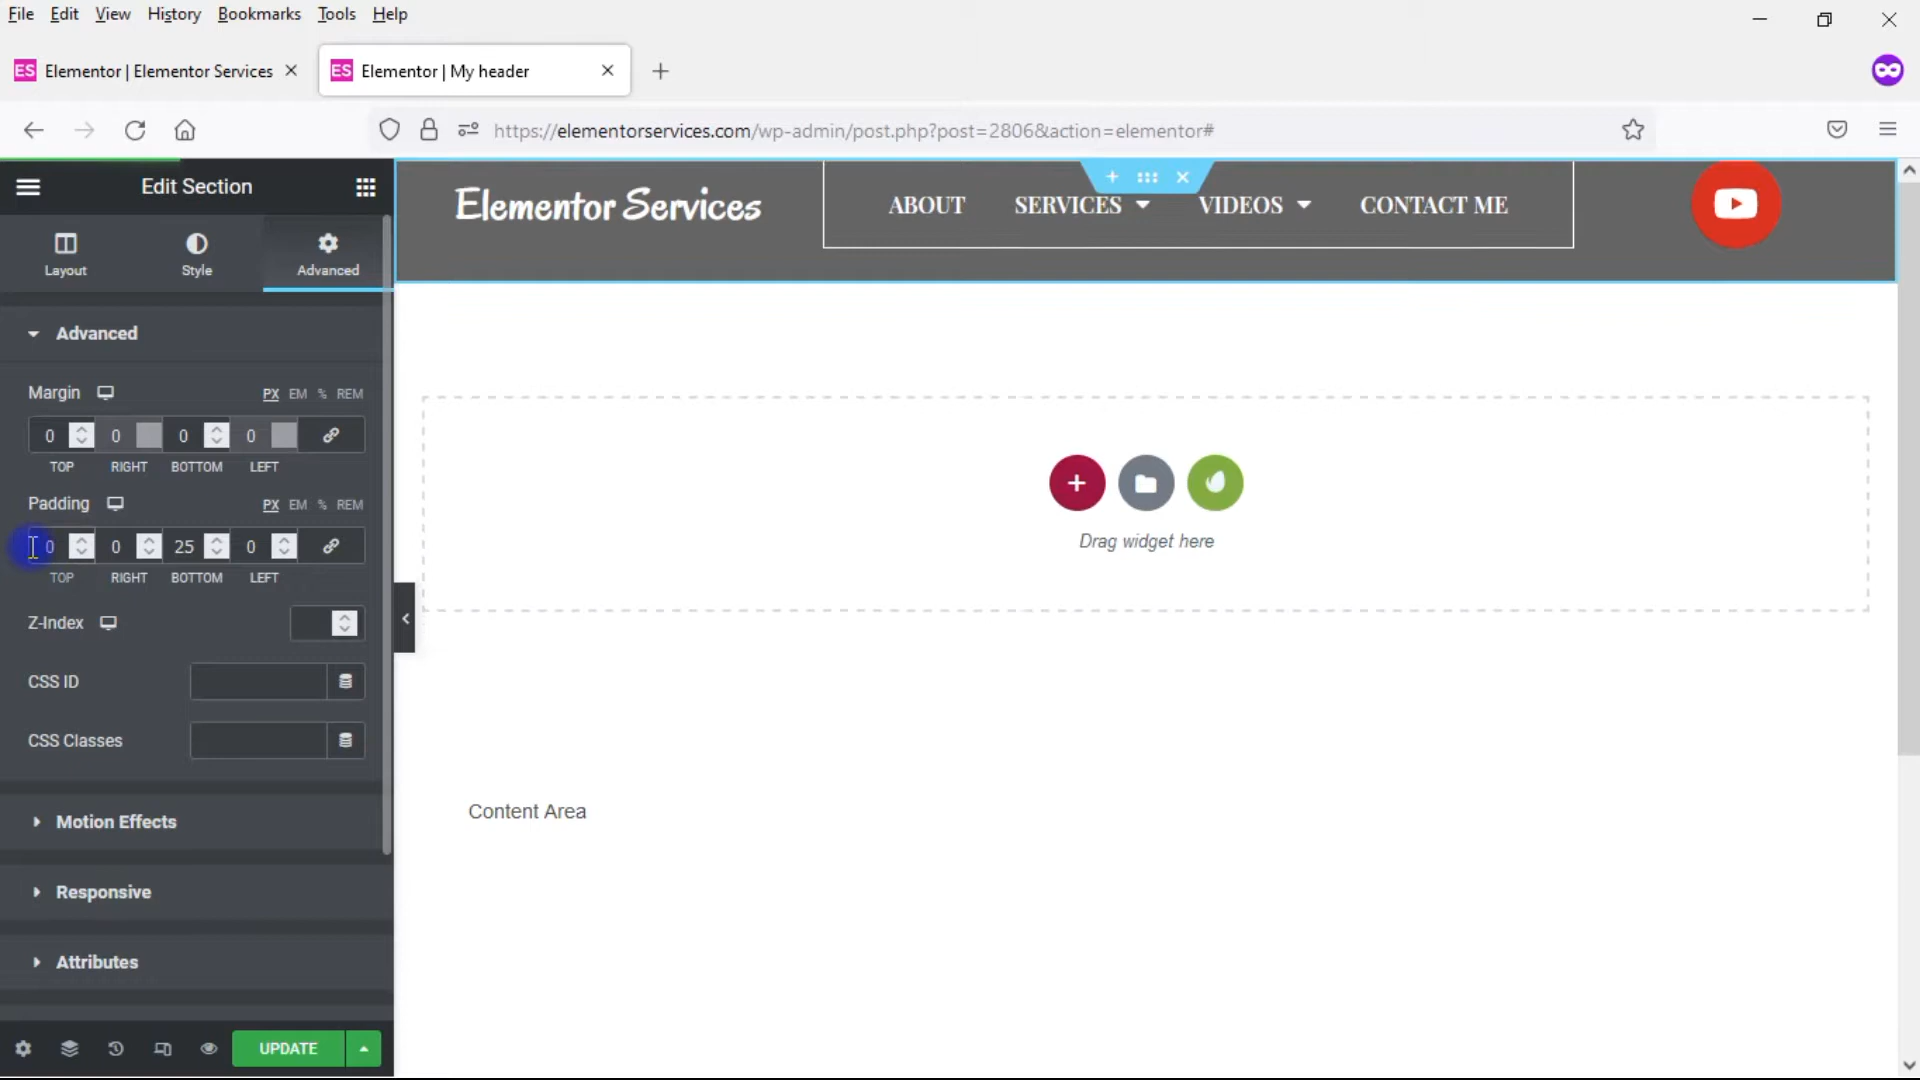 File Edit View History Bookmarks Tools Help
ES Elementor | Elementor Services
ES Elementor | My header
https://elementorservices.com/wp-admin/post.php?post=2806&action=elementor#
Edit Section
Elementor Services
ABOUT SERVICES VIDEOS CONTACT ME
Layout Style Advanced
Advanced
Margin PX EM % REM
0 0 0 0
TOP RIGHT BOTTOM LEFT
Padding PX EM % REM
0 0 25 0
TOP RIGHT BOTTOM LEFT
Drag widget here
Z-Index
CSS ID
CSS Classes
Motion Effects
Content Area
Responsive
Attributes
UPDATE